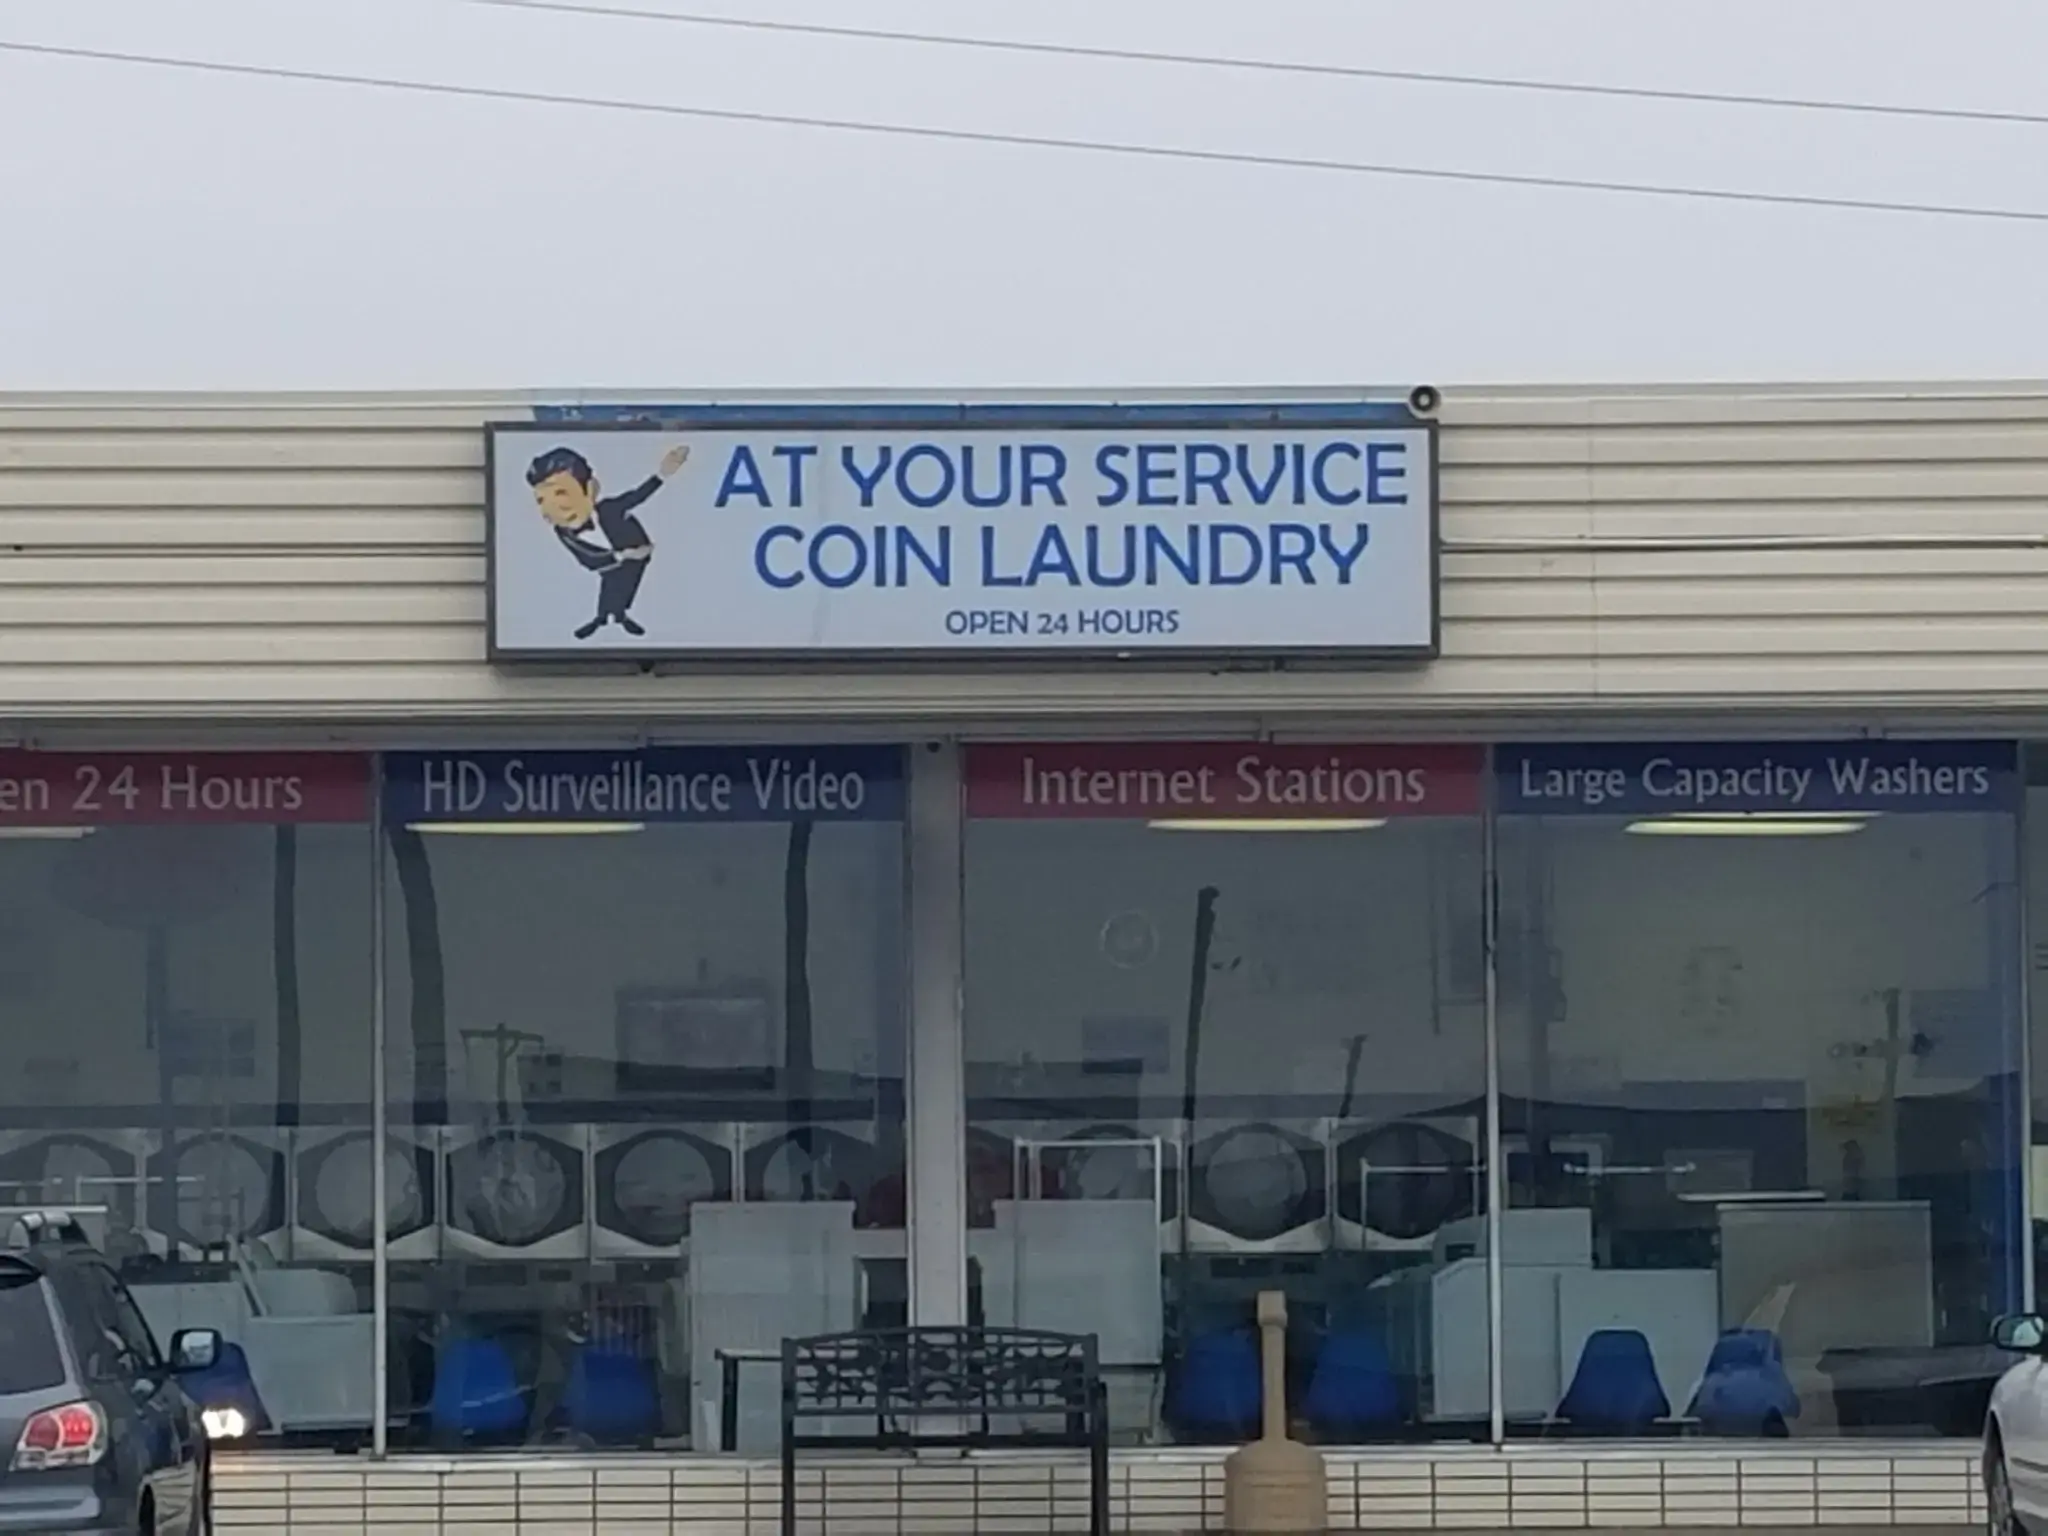 AT YOUR SERVICE
COIN LAUNDRY
OPEN 24 HOURS
en 24 Hours
HD Surveillance Video
Internet Stations
Large Capacity Washers